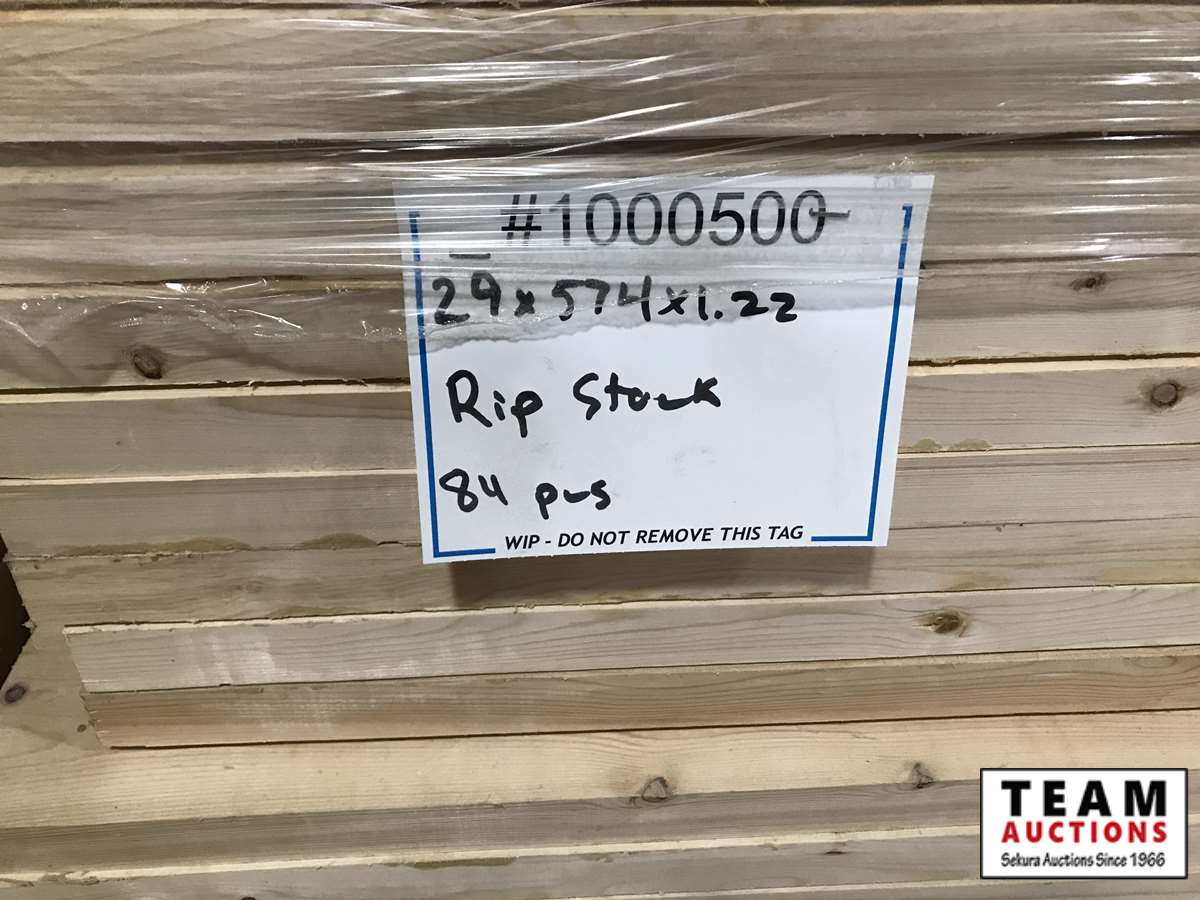 #1000500
29x574x1.22
Rip Stock
84 pcs
WIP - DO NOT REMOVE THIS TAG
TEAM
AUCTIONS
Sekura Auctions Since 1966